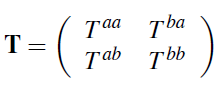 T = ( T^{aa} T^{ba}
T^{ab} T^{bb} )